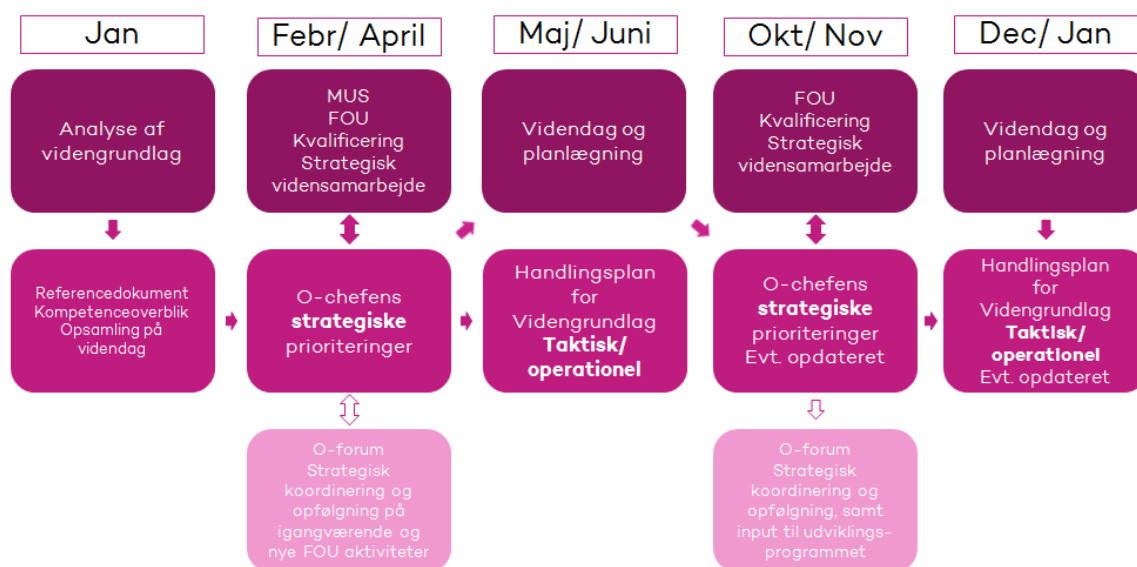 Jan
Febr/ April
Maj/ Juni
Okt/ Nov
Dec/ Jan
Analyse af
videngrundlag
MUS
FOU
Kvalificering
Strategisk
vidensamarbejde
Videndag og
planlægning
FOU
Kvalificering
Strategisk
vidensamarbejde
Videndag og
planlægning
Referencedokument
Kompetenceoverblik
Opsamling på
videndag
O-chefens
strategiske
prioriteringer
Handlingsplan
for
Videngrundlag
Taktisk/
operationel
O-chefens
strategiske
prioriteringer
Evt. opdateret
Handlingsplan
for
Videngrundlag
Taktisk/
operationel
Evt. opdateret
O-forum
Strategisk
koordinering og
opfølgning på
igangværende og
nye FOU aktiviteter
O-forum
Strategisk
koordinering og
opfølgning, samt
input til udviklings-
programmet